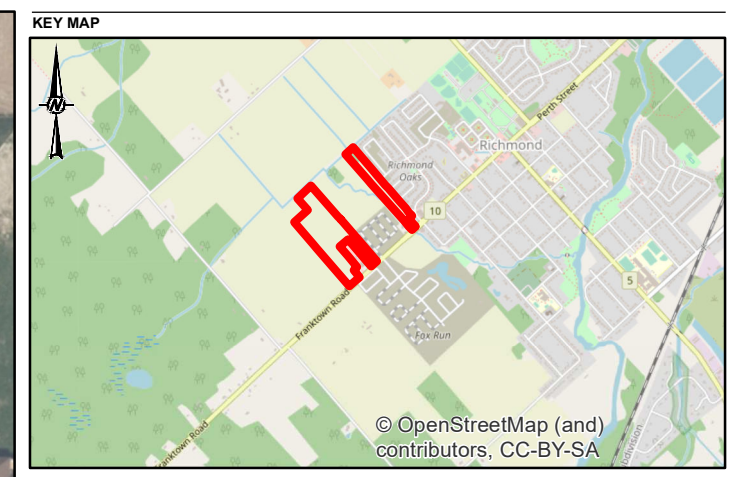 KEY MAP
N
Perth Street
Richmond
Richmond
Oaks
10
5
Franktown Road
Fox Run
Franktown Road
© OpenStreetMap (and)
contributors, CC-BY-SA